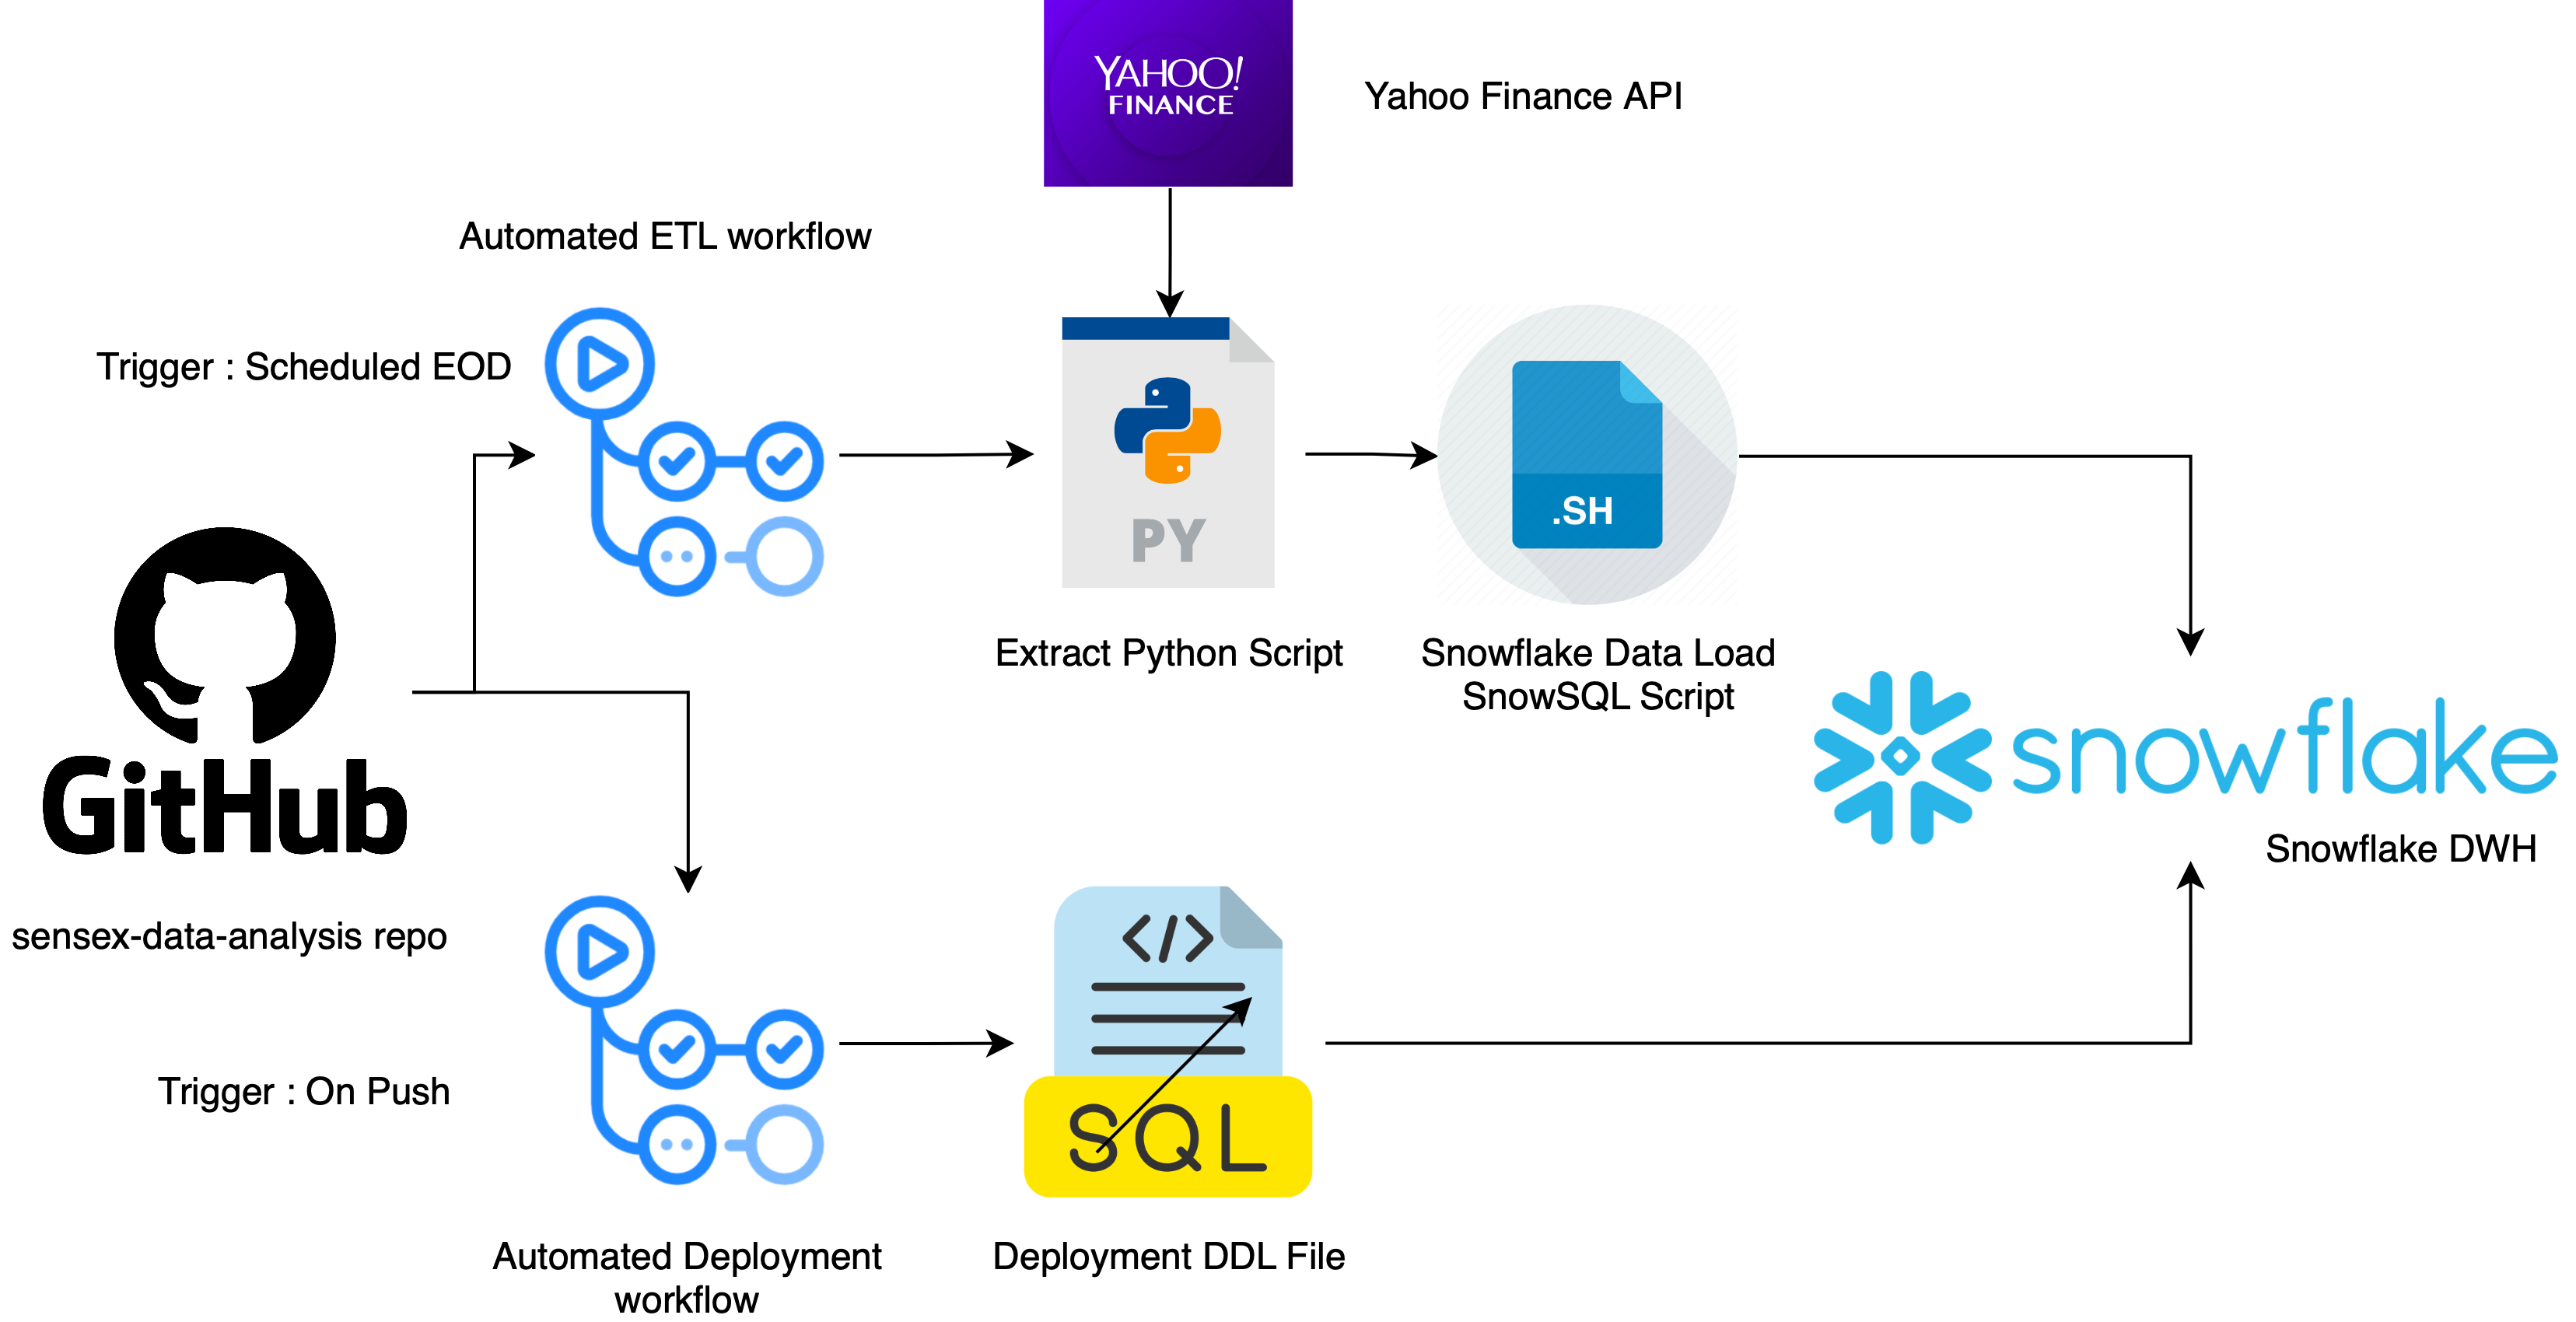 YAHOO!
FINANCE
Yahoo Finance API
Automated ETL workflow
Trigger : Scheduled EOD
PY
.SH
Extract Python Script
Snowflake Data Load
SnowSQL Script
GitHub
sensex-data-analysis repo
snowflake
Snowflake DWH
</>
SQL
Trigger : On Push
Automated Deployment
workflow
Deployment DDL File